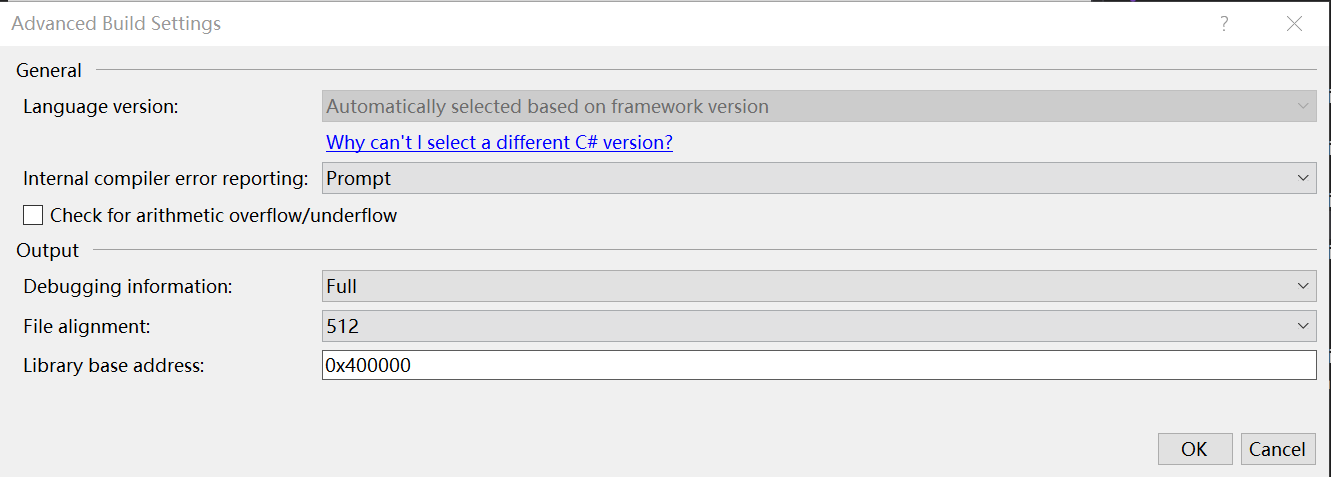 Advanced Build Settings
?
General
Language version: Automatically selected based on framework version
Why can't I select a different C# version?
Internal compiler error reporting: Prompt
Check for arithmetic overflow/underflow
Output
Debugging information: Full
File alignment: 512
Library base address: 0x400000
OK Cancel